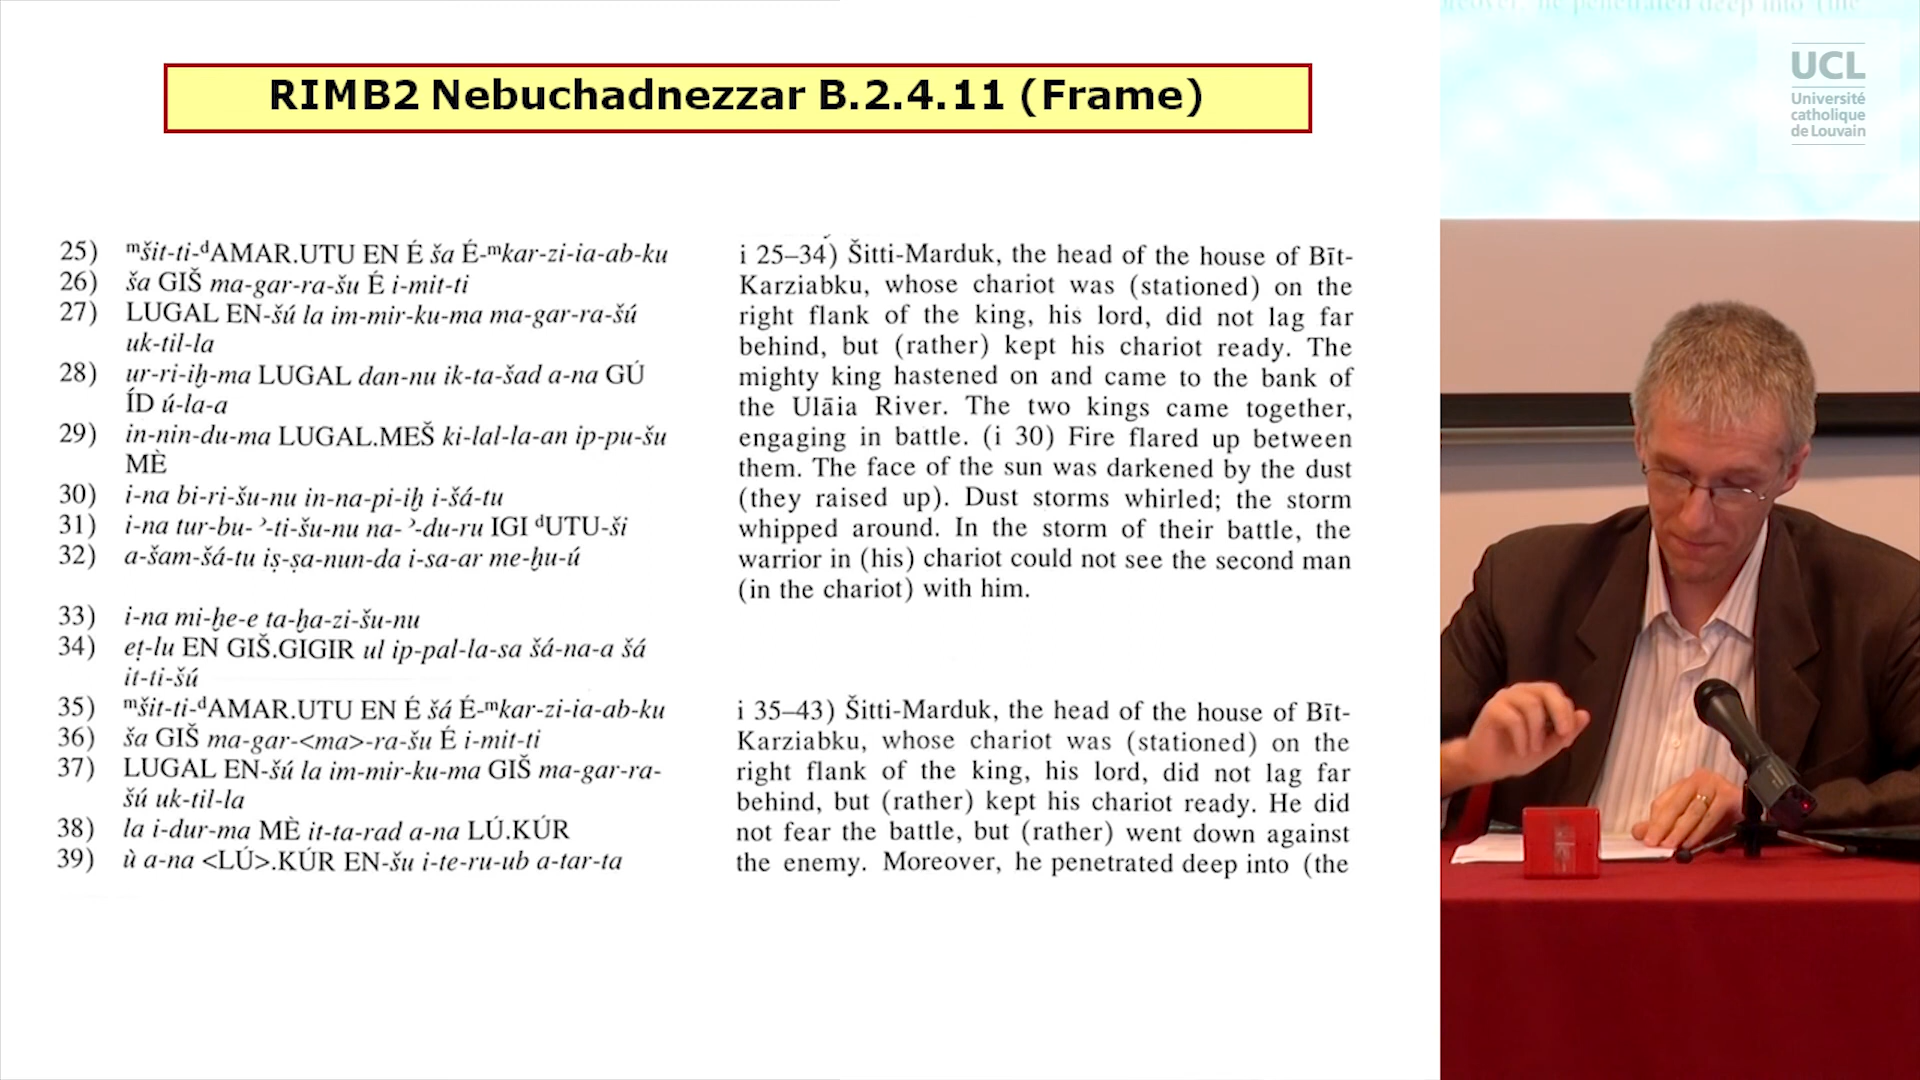 RIMB2 Nebuchadnezzar B.2.4.11 (Frame)
25) ᵐšit-ti-ᵈAMAR.UTU EN É ša É-ᵐkar-zi-ia-ab-ku
26) ša GIŠ ma-gar-ra-šu É i-mit-ti
27) LUGAL EN-šú la im-mir-ku-ma ma-gar-ra-šú
uk-til-la
28) ur-ri-iḫ-ma LUGAL dan-nu ik-ta-šad a-na GÚ
ÍD ú-la-a
29) in-nin-du-ma LUGAL.MEŠ ki-lal-la-an ip-pu-šu
MÈ
30) i-na bi-ri-šu-nu in-na-pi-iḫ i-šá-tu
31) i-na tur-bu-ʾ-ti-šu-nu na-ʾ-du-ru IGI ᵈUTU-ši
32) a-šam-šá-tu iṣ-ṣa-nun-da i-sa-ar me-ḫu-ú
33) i-na mi-ḫe-e ta-ḫa-zi-šu-nu
34) eṭ-lu EN GIŠ.GIGIR ul ip-pal-la-sa šá-na-a šá
it-ti-šú
35) ᵐšit-ti-ᵈAMAR.UTU EN É šá É-ᵐkar-zi-ia-ab-ku
36) ša GIŠ ma-gar-<ma>-ra-šu É i-mit-ti
37) LUGAL EN-šú la im-mir-ku-ma GIŠ ma-gar-ra-
šú uk-til-la
38) la i-dur-ma MÈ it-ta-rad a-na LÚ.KÚR
39) ù a-na <LÚ>.KÚR EN-šu i-te-ru-ub a-tar-ta
i 25–34) Šitti-Marduk, the head of the house of Bīt-
Karziabku, whose chariot was (stationed) on the
right flank of the king, his lord, did not lag far
behind, but (rather) kept his chariot ready. The
mighty king hastened on and came to the bank of
the Ulāia River. The two kings came together,
engaging in battle. (i 30) Fire flared up between
them. The face of the sun was darkened by the dust
(they raised up). Dust storms whirled; the storm
whipped around. In the storm of their battle, the
warrior in (his) chariot could not see the second man
(in the chariot) with him.
i 35–43) Šitti-Marduk, the head of the house of Bīt-
Karziabku, whose chariot was (stationed) on the
right flank of the king, his lord, did not lag far
behind, but (rather) kept his chariot ready. He did
not fear the battle, but (rather) went down against
the enemy. Moreover, he penetrated deep into (the
Moreover, he penetrated deep into (the
UCL
Université
catholique
de Louvain